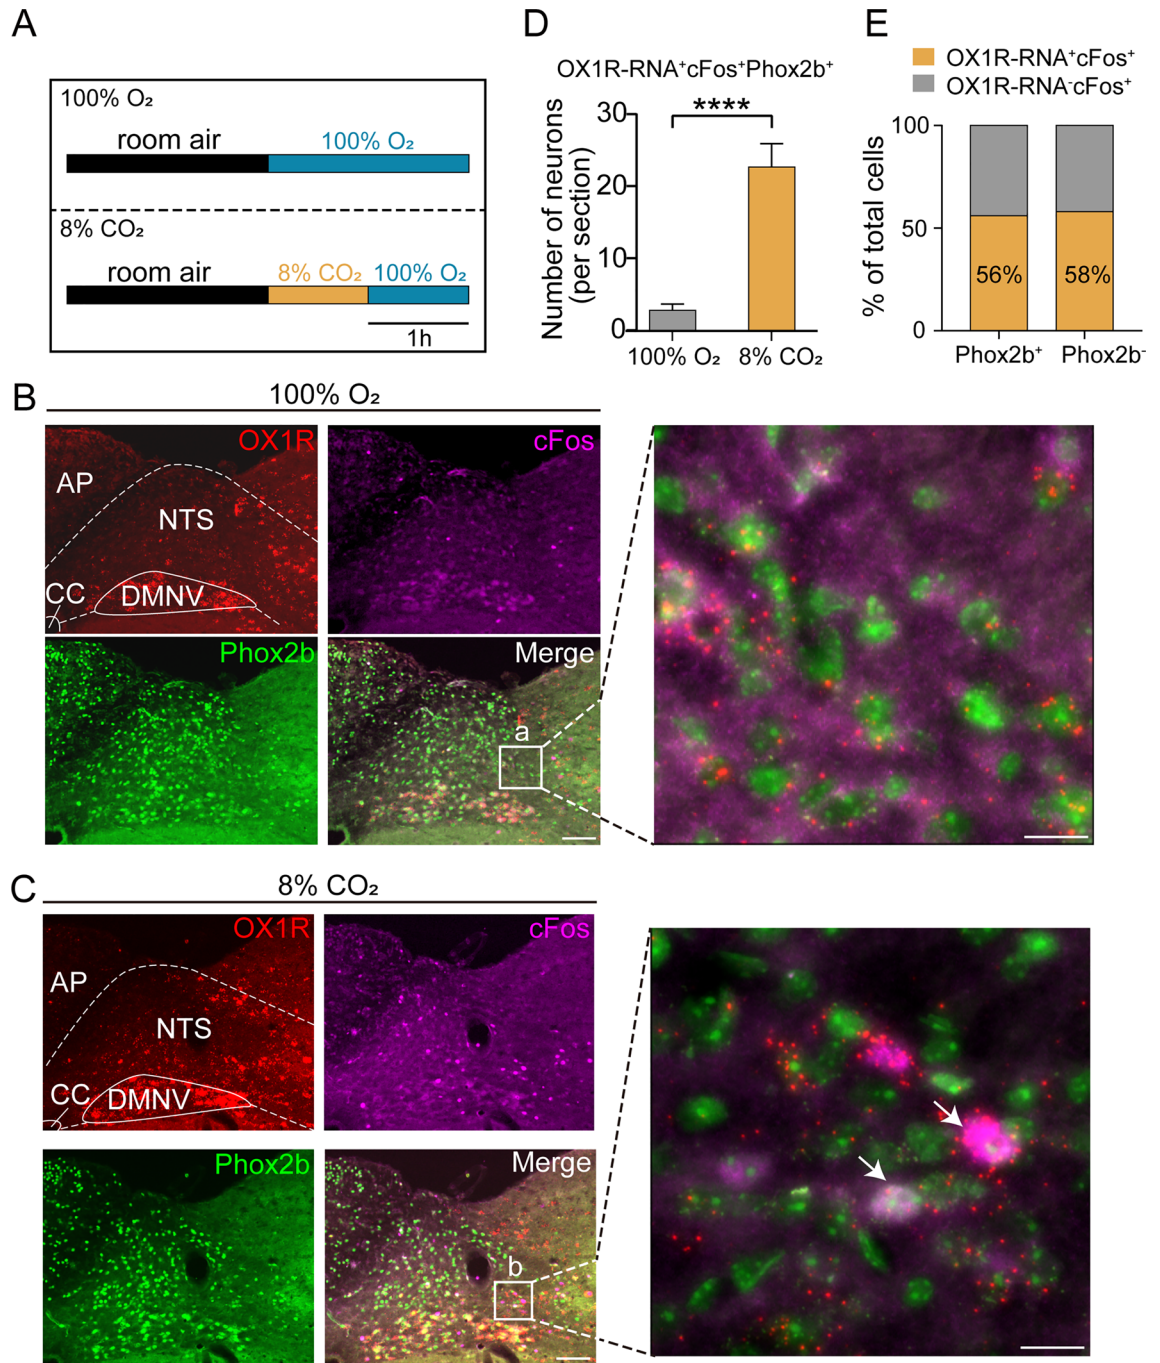 A
100% O₂
room air
100% O₂
8% CO₂
room air
8% CO₂
100% O₂
1h
D
OX1R-RNA⁺cFos⁺Phox2b⁺
****
Number of neurons
(per section)
30
20
10
0
100% O₂
8% CO₂
E
OX1R-RNA⁺cFos⁺
OX1R-RNA⁻cFos⁺
% of total cells
100
50
0
56%
58%
Phox2b⁺
Phox2b⁻
B
100% O₂
OX1R
AP
NTS
CC
DMNV
cFos
Phox2b
Merge
a
C
8% CO₂
OX1R
AP
NTS
CC
DMNV
cFos
Phox2b
Merge
b